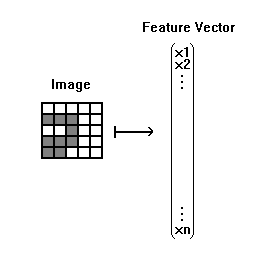 Feature Vector
Image
x1
x2
⋮
⋮
xn